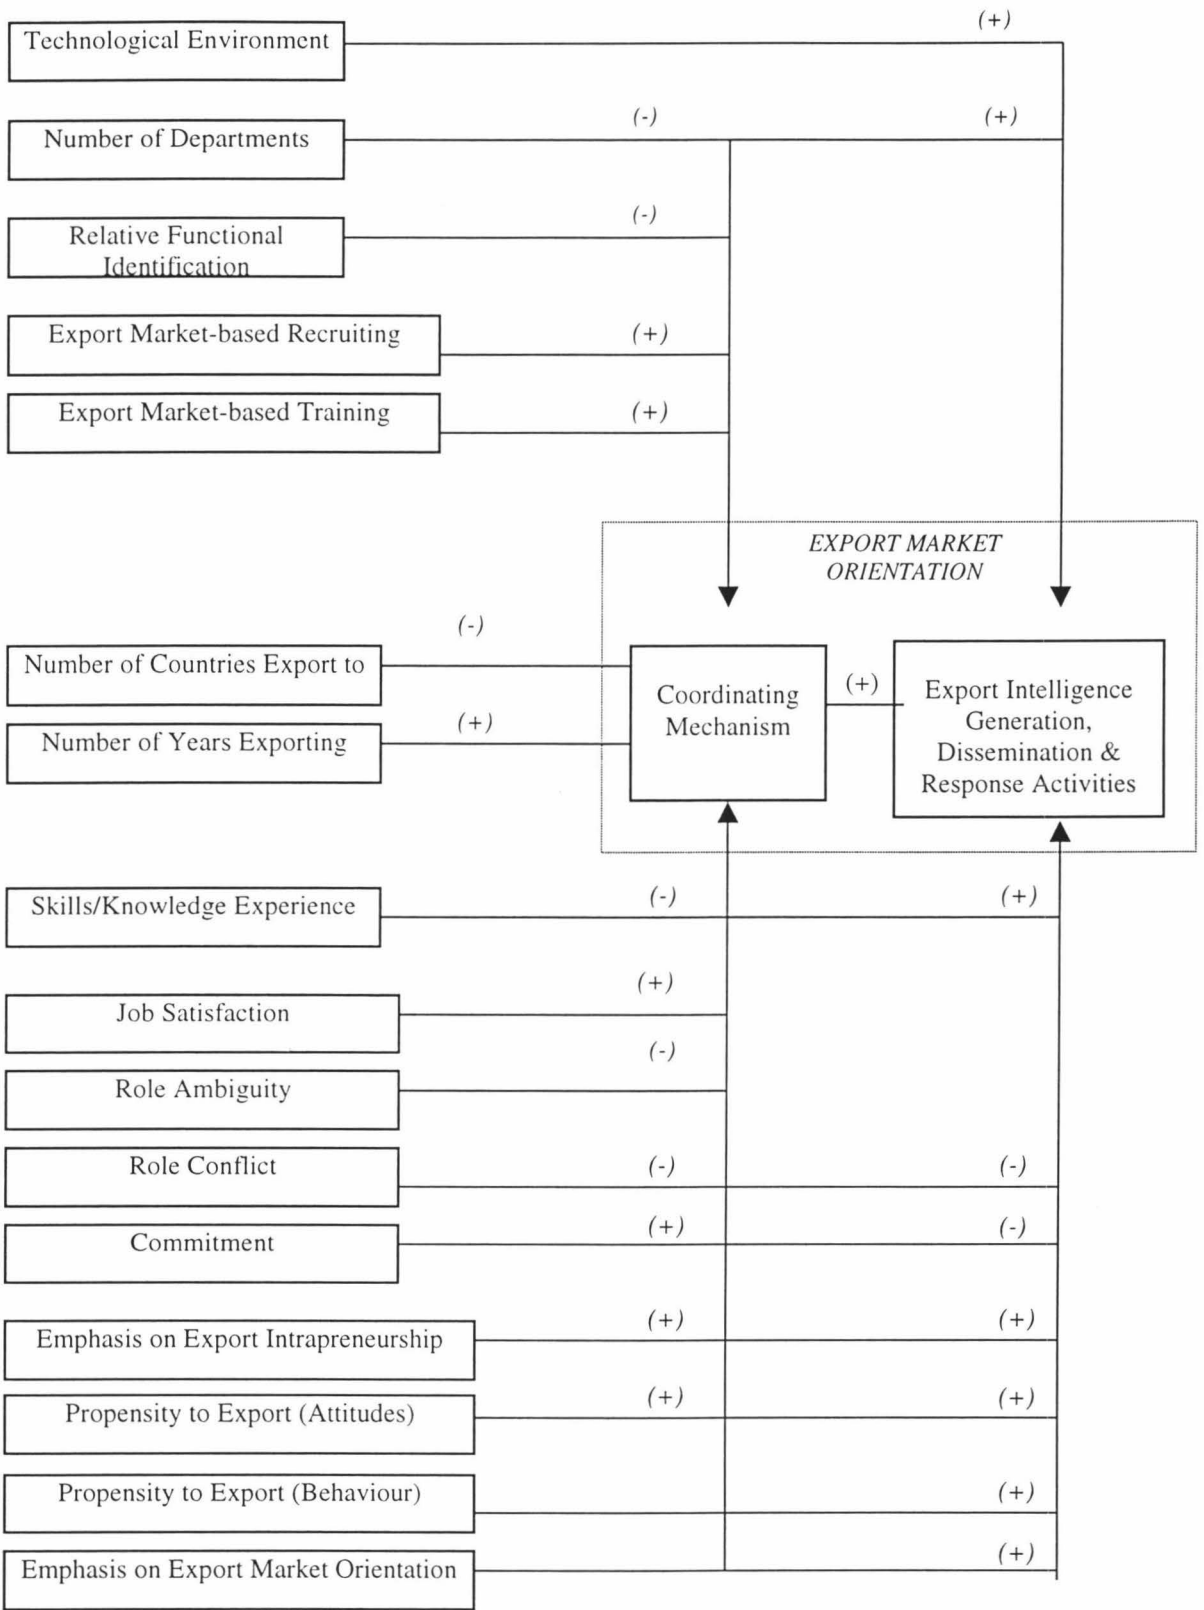 (+)
Technological Environment
(-)
(+)
Number of Departments
(-)
Relative Functional
Identification
Export Market-based Recruiting
(+)
Export Market-based Training
(+)
EXPORT MARKET
ORIENTATION
(-)
Number of Countries Export to
(+)
Number of Years Exporting
Coordinating
Mechanism
(+)
Export Intelligence
Generation,
Dissemination &
Response Activities
Skills/Knowledge Experience
(-)
(+)
(+)
Job Satisfaction
(-)
Role Ambiguity
Role Conflict
(-)
(-)
Commitment
(+)
(-)
Emphasis on Export Intrapreneurship
(+)
(+)
Propensity to Export (Attitudes)
(+)
(+)
Propensity to Export (Behaviour)
(+)
Emphasis on Export Market Orientation
(+)